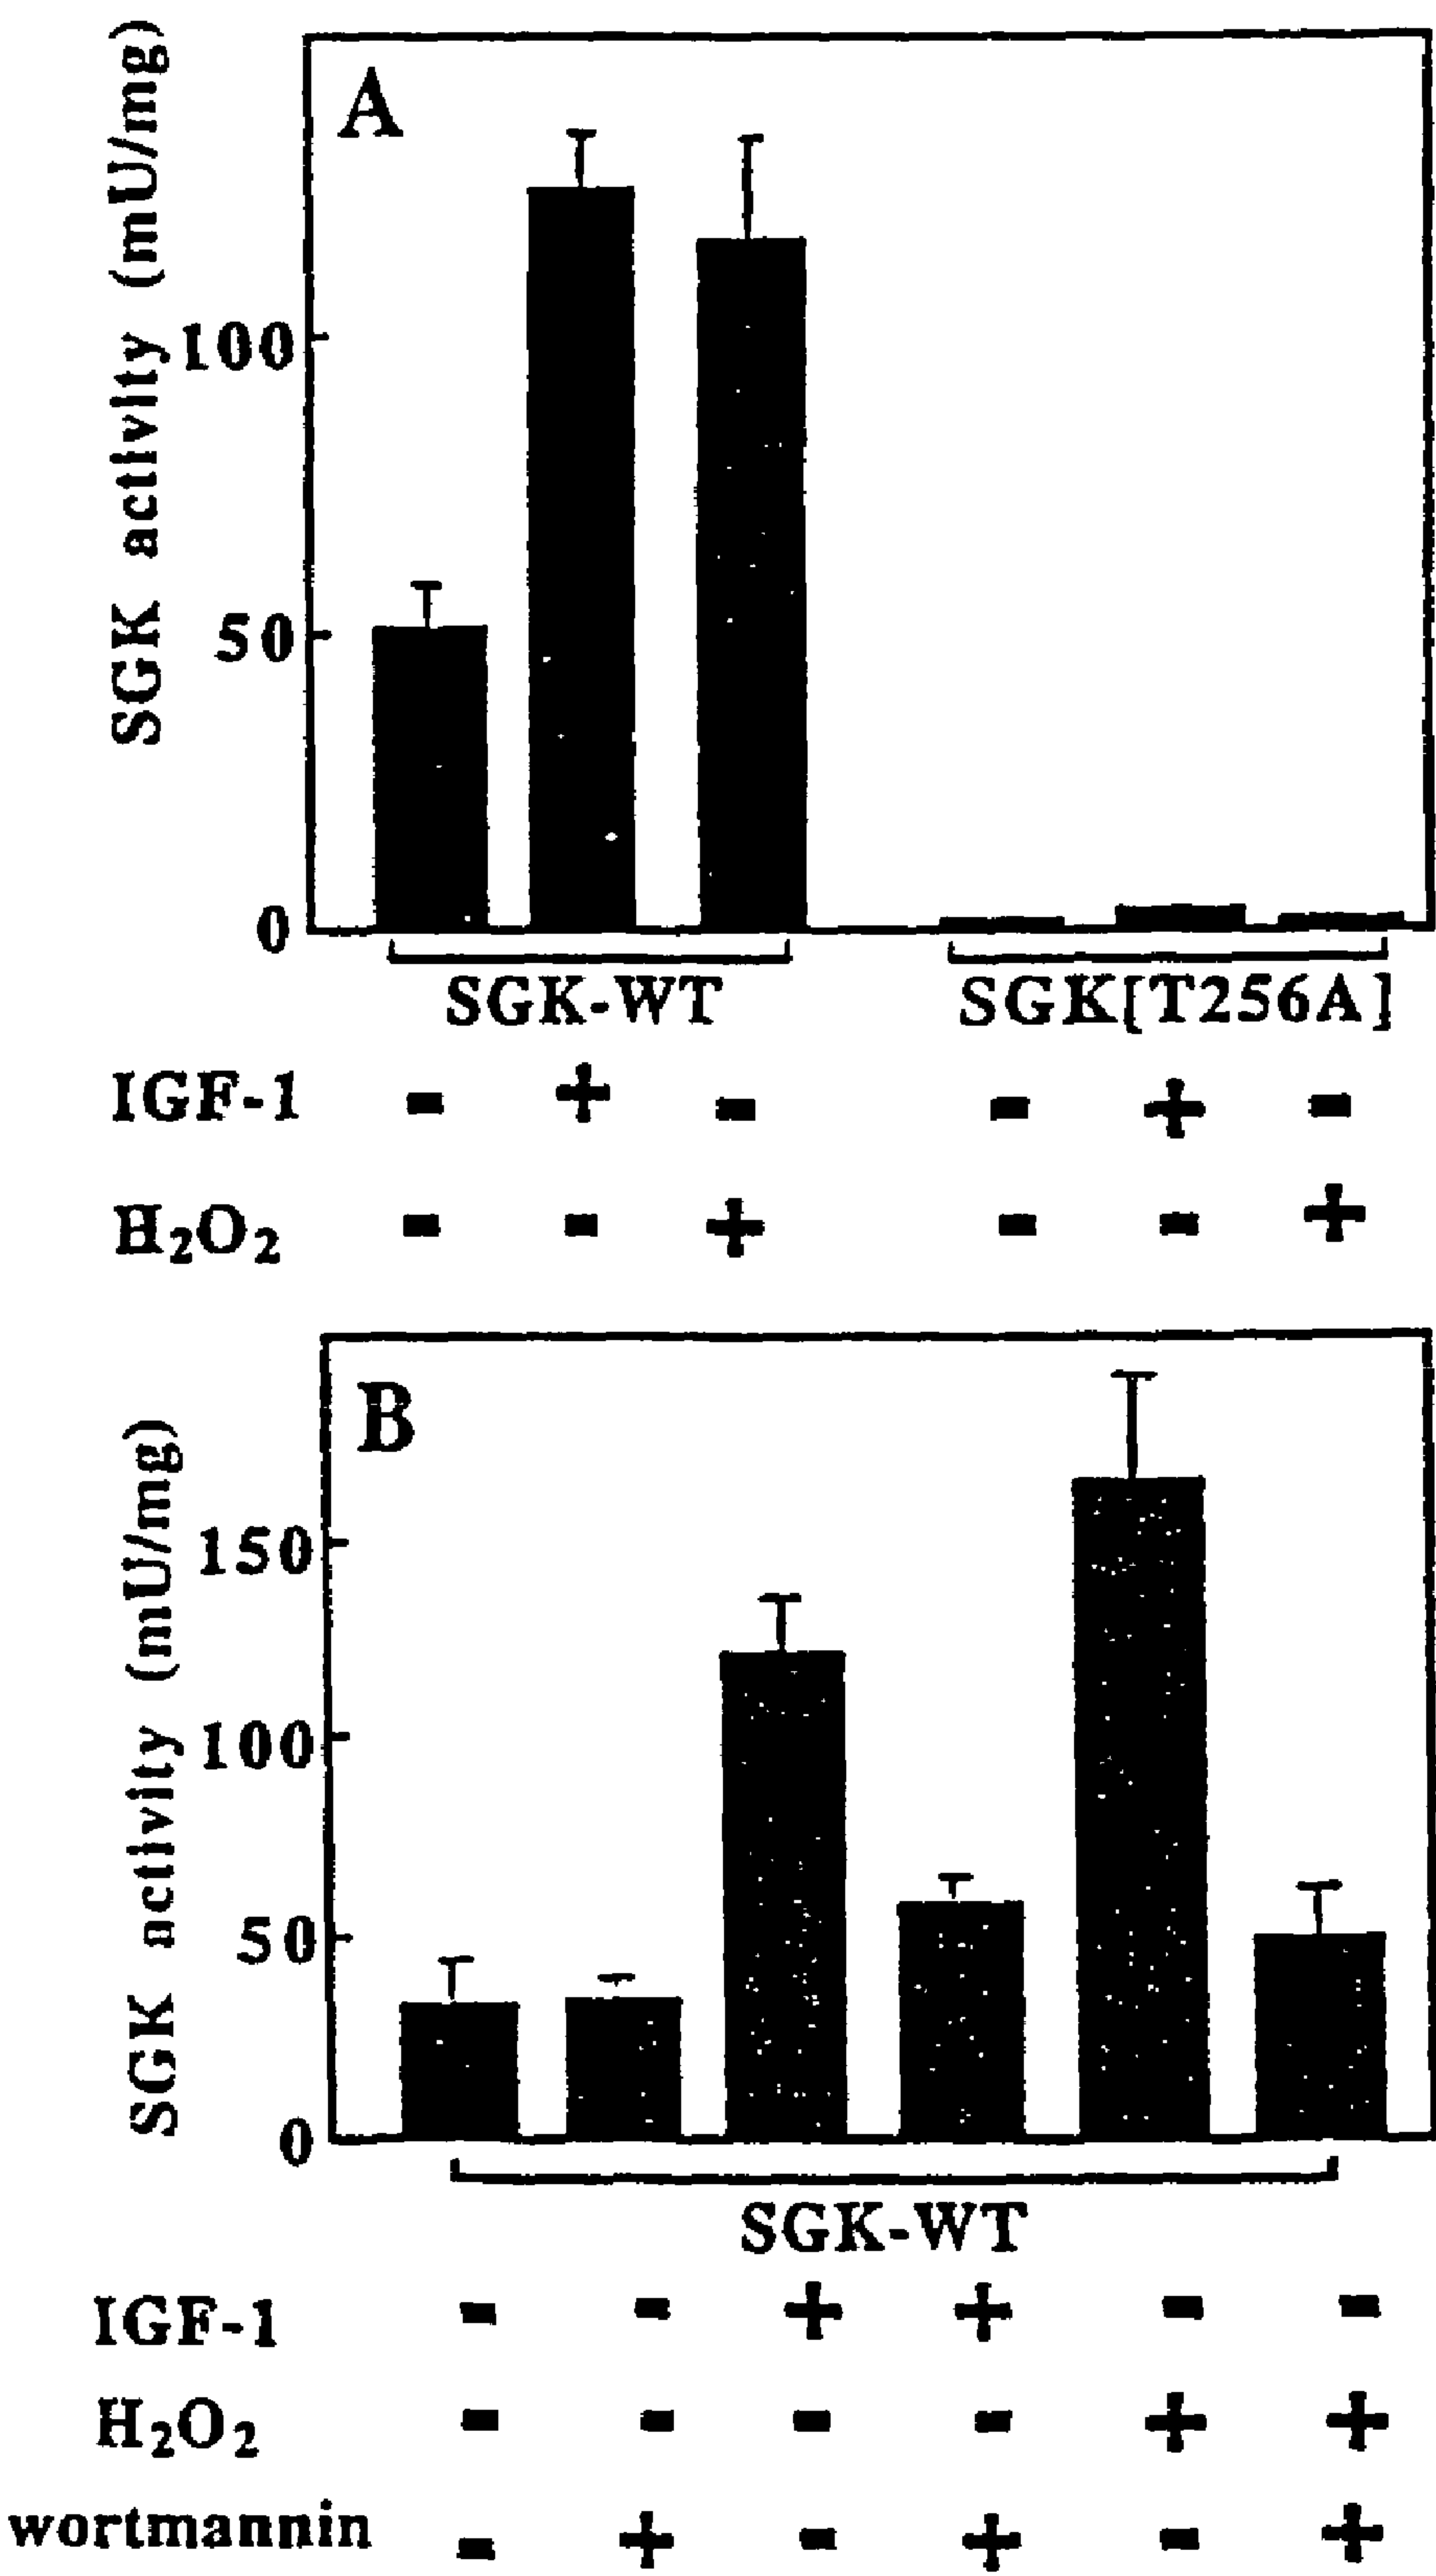 A
SGK activity (mU/mg)
100
50
0
SGK-WT SGK[T256A]
IGF-1 - + - - + -
H₂O₂ - - + - - +
B
SGK activity (mU/mg)
150
100
50
0
SGK-WT
IGF-1 - - + + - -
H₂O₂ - - - - + +
wortmannin - + - + - +